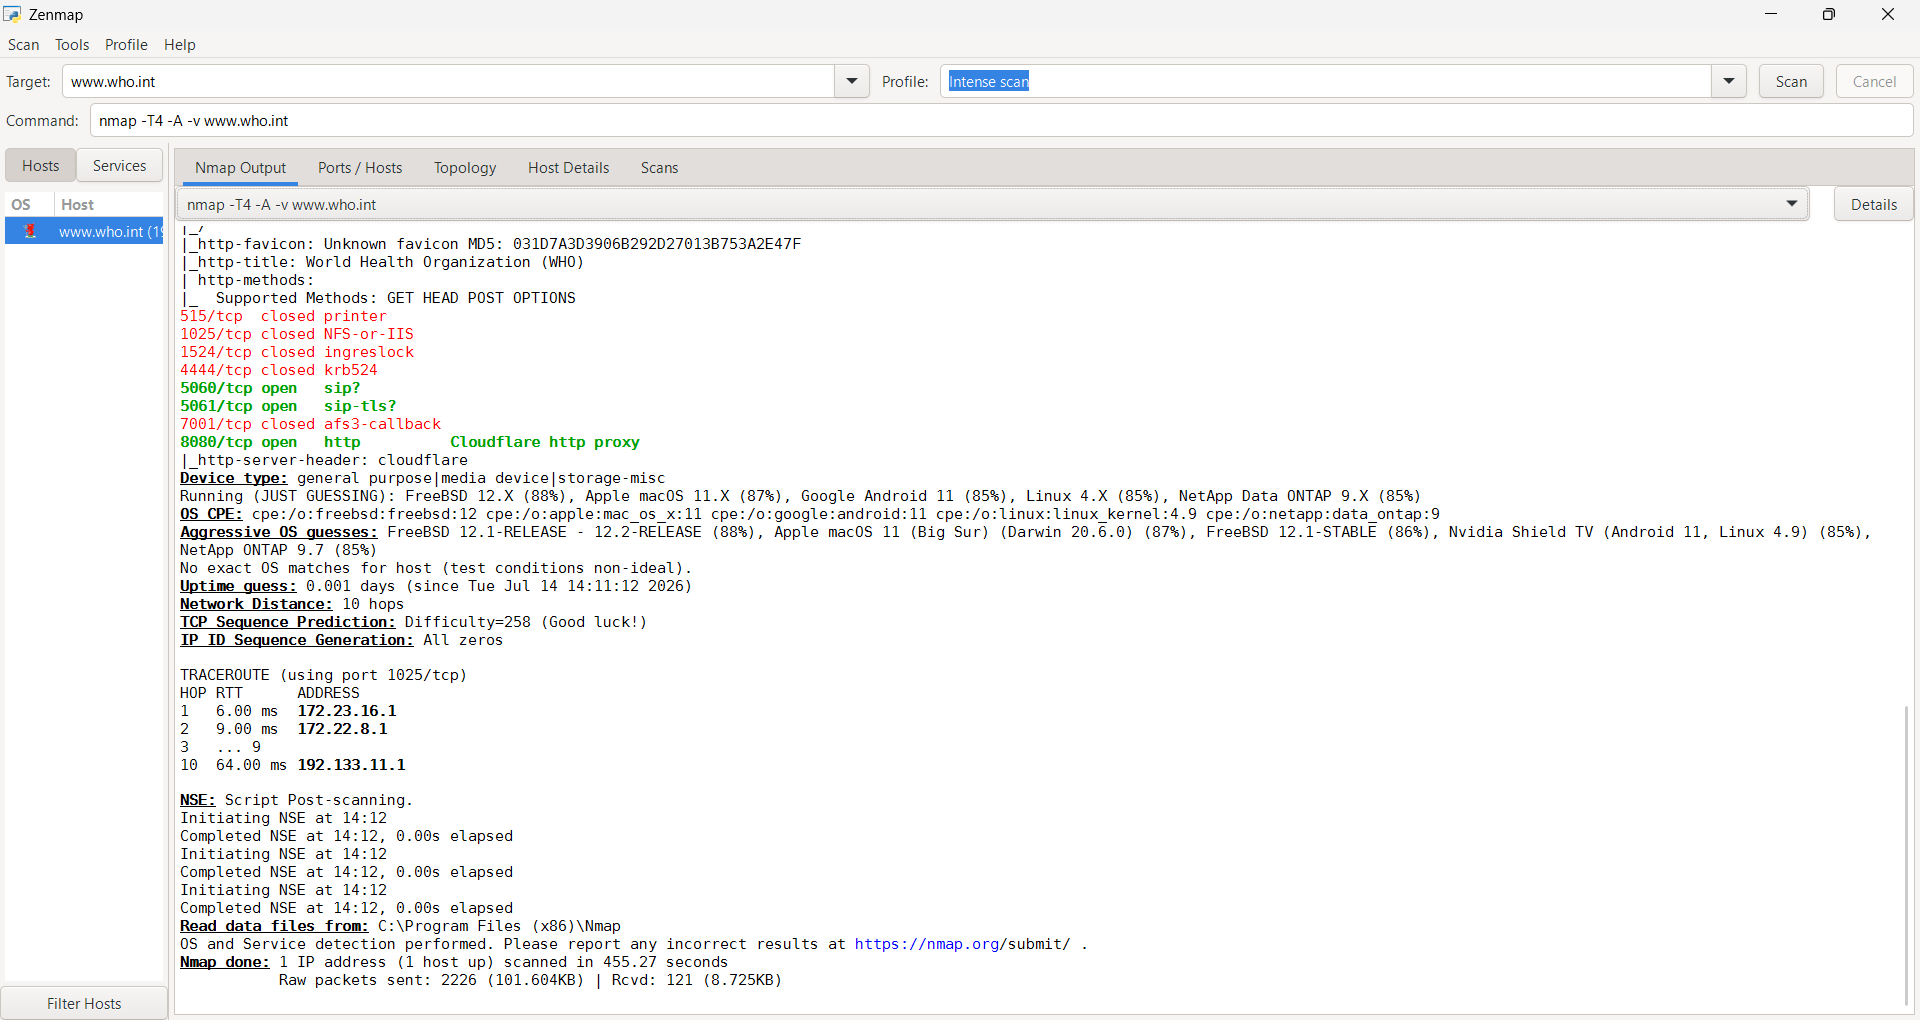 Zenmap
Scan Tools Profile Help
Target: www.who.int Profile: Intense scan Scan Cancel
Command: nmap -T4 -A -v www.who.int
Hosts Services Nmap Output Ports / Hosts Topology Host Details Scans
OS Host nmap -T4 -A -v www.who.int Details
www.who.int (19
|_/
|_http-favicon: Unknown favicon MD5: 031D7A3D3906B292D27013B753A2E47F
|_http-title: World Health Organization (WHO)
| http-methods:
|_  Supported Methods: GET HEAD POST OPTIONS
515/tcp  closed printer
1025/tcp closed NFS-or-IIS
1524/tcp closed ingreslock
4444/tcp closed krb524
5060/tcp open   sip?
5061/tcp open   sip-tls?
7001/tcp closed afs3-callback
8080/tcp open   http          Cloudflare http proxy
|_http-server-header: cloudflare
Device type: general purpose|media device|storage-misc
Running (JUST GUESSING): FreeBSD 12.X (88%), Apple macOS 11.X (87%), Google Android 11 (85%), Linux 4.X (85%), NetApp Data ONTAP 9.X (85%)
OS CPE: cpe:/o:freebsd:freebsd:12 cpe:/o:apple:mac_os_x:11 cpe:/o:google:android:11 cpe:/o:linux:linux_kernel:4.9 cpe:/o:netapp:data_ontap:9
Aggressive OS guesses: FreeBSD 12.1-RELEASE - 12.2-RELEASE (88%), Apple macOS 11 (Big Sur) (Darwin 20.6.0) (87%), FreeBSD 12.1-STABLE (86%), Nvidia Shield TV (Android 11, Linux 4.9) (85%),
NetApp ONTAP 9.7 (85%)
No exact OS matches for host (test conditions non-ideal).
Uptime guess: 0.001 days (since Tue Jul 14 14:11:12 2026)
Network Distance: 10 hops
TCP Sequence Prediction: Difficulty=258 (Good luck!)
IP ID Sequence Generation: All zeros
TRACEROUTE (using port 1025/tcp)
HOP RTT      ADDRESS
1   6.00 ms  172.23.16.1
2   9.00 ms  172.22.8.1
3   ... 9
10  64.00 ms 192.133.11.1
NSE: Script Post-scanning.
Initiating NSE at 14:12
Completed NSE at 14:12, 0.00s elapsed
Initiating NSE at 14:12
Completed NSE at 14:12, 0.00s elapsed
Initiating NSE at 14:12
Completed NSE at 14:12, 0.00s elapsed
Read data files from: C:\Program Files (x86)\Nmap
OS and Service detection performed. Please report any incorrect results at https://nmap.org/submit/ .
Nmap done: 1 IP address (1 host up) scanned in 455.27 seconds
Raw packets sent: 2226 (101.604KB) | Rcvd: 121 (8.725KB)
Filter Hosts